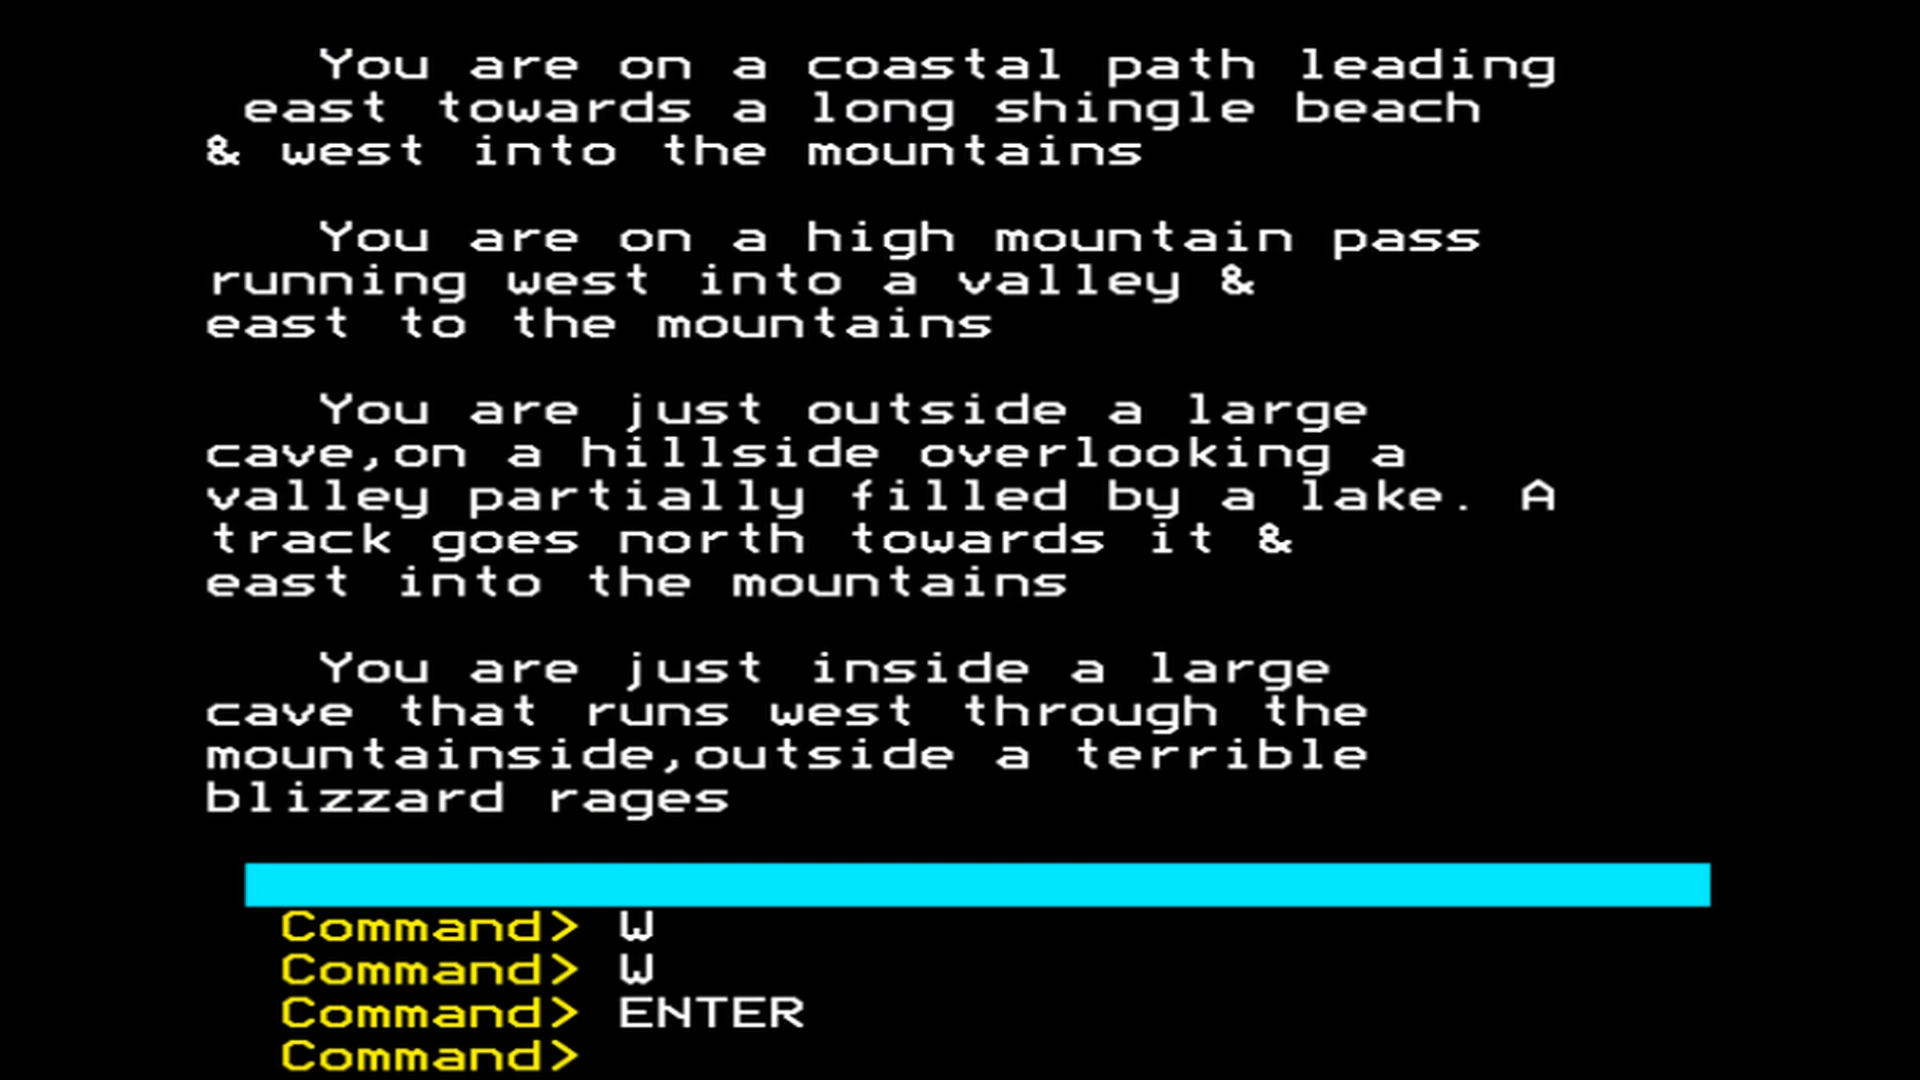 You are on a coastal path leading
east towards a long shingle beach
& west into the mountains
You are on a high mountain pass
running west into a valley &
east to the mountains
You are just outside a large
cave,on a hillside overlooking a
valley partially filled by a lake. A
track goes north towards it &
east into the mountains
You are just inside a large
cave that runs west through the
mountainside,outside a terrible
blizzard rages
Command> W
Command> W
Command> ENTER
Command>